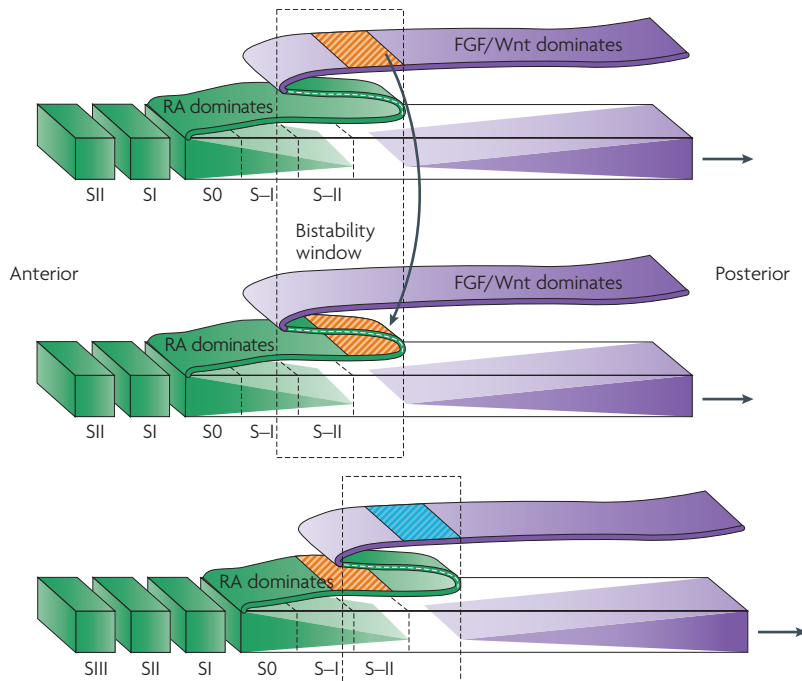 FGF/Wnt dominates
RA dominates
SII SI S0 S–I S–II
Bistability
window
Anterior
Posterior
FGF/Wnt dominates
RA dominates
SII SI S0 S–I S–II
RA dominates
SIII SII SI S0 S–I S–II